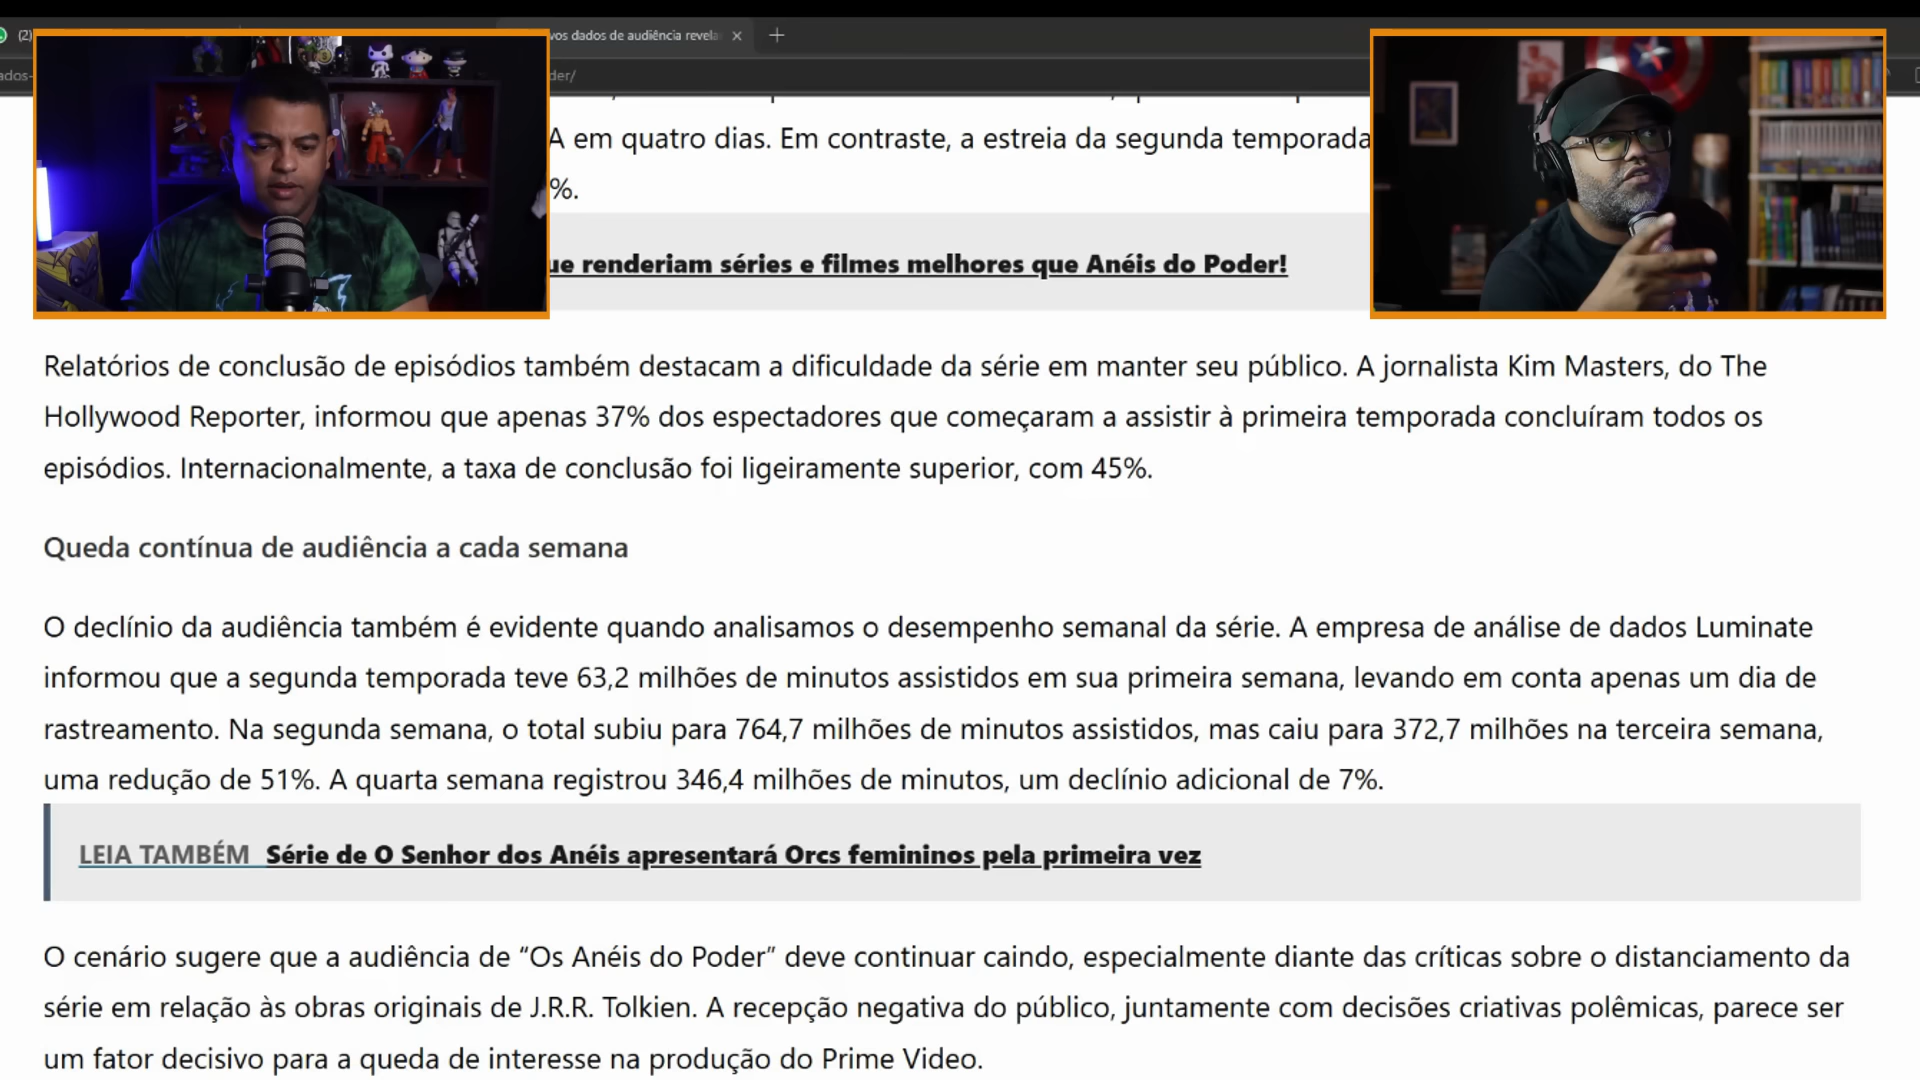 (2)
vos dados de audiência revela
ados-
der/
A em quatro dias. Em contraste, a estreia da segunda temporada
%.
ue renderiam séries e filmes melhores que Anéis do Poder!
Relatórios de conclusão de episódios também destacam a dificuldade da série em manter seu público. A jornalista Kim Masters, do The
Hollywood Reporter, informou que apenas 37% dos espectadores que começaram a assistir à primeira temporada concluíram todos os
episódios. Internacionalmente, a taxa de conclusão foi ligeiramente superior, com 45%.
Queda contínua de audiência a cada semana
O declínio da audiência também é evidente quando analisamos o desempenho semanal da série. A empresa de análise de dados Luminate
informou que a segunda temporada teve 63,2 milhões de minutos assistidos em sua primeira semana, levando em conta apenas um dia de
rastreamento. Na segunda semana, o total subiu para 764,7 milhões de minutos assistidos, mas caiu para 372,7 milhões na terceira semana,
uma redução de 51%. A quarta semana registrou 346,4 milhões de minutos, um declínio adicional de 7%.
LEIA TAMBÉM Série de O Senhor dos Anéis apresentará Orcs femininos pela primeira vez
O cenário sugere que a audiência de “Os Anéis do Poder” deve continuar caindo, especialmente diante das críticas sobre o distanciamento da
série em relação às obras originais de J.R.R. Tolkien. A recepção negativa do público, juntamente com decisões criativas polêmicas, parece ser
um fator decisivo para a queda de interesse na produção do Prime Video.